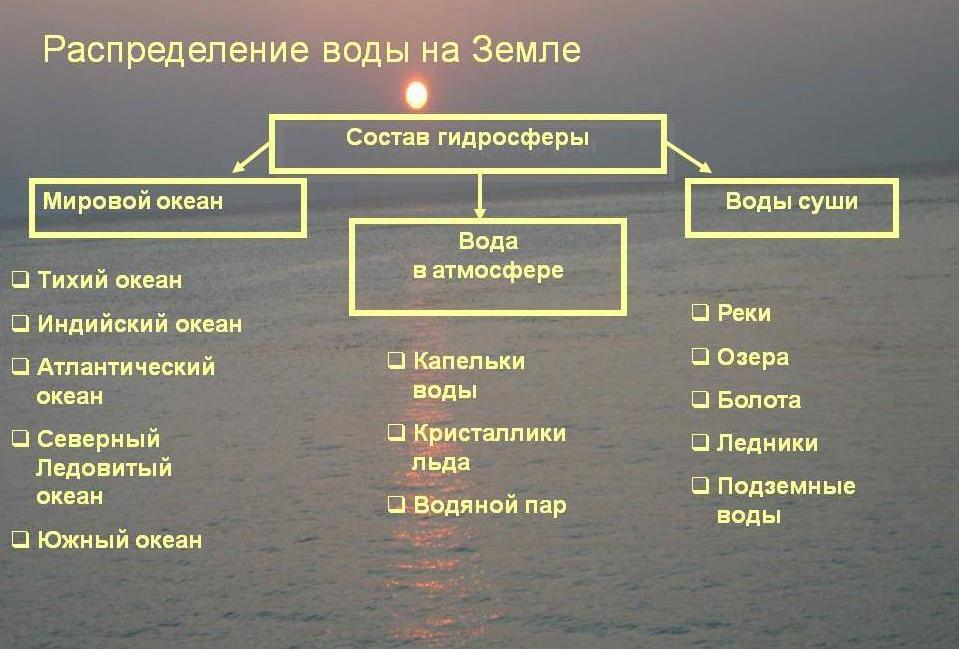 Распределение воды на Земле
Состав гидросферы
Мировой океан
Тихий океан
Индийский океан
Атлантический
океан
Северный
Ледовитый
океан
Южный океан
Вода
в атмосфере
Капельки
воды
Кристаллики
льда
Водяной пар
Воды суши
Реки
Озера
Болота
Ледники
Подземные
воды